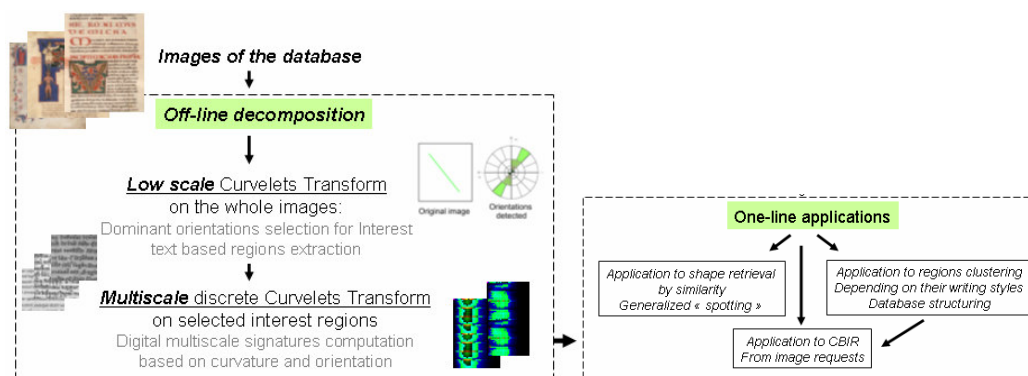 Images of the database
Off-line decomposition
Low scale Curvelets Transform
on the whole images:
Dominant orientations selection for Interest
text based regions extraction
Original image
Orientations
detected
Multiscale discrete Curvelets Transform
on selected interest regions
Digital multiscale signatures computation
based on curvature and orientation
One-line applications
Application to shape retrieval
by similarity
Generalized « spotting »
Application to regions clustering
Depending on their writing styles
Database structuring
Application to CBIR
From image requests